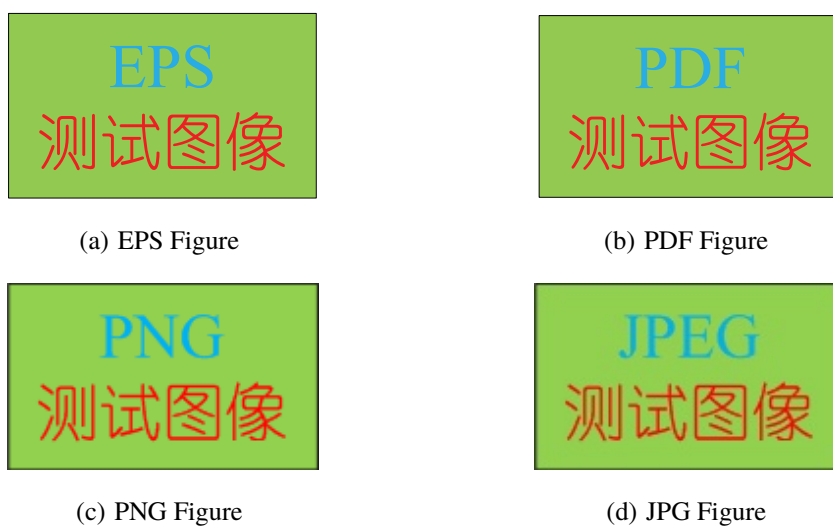 EPS
测试图像
(a) EPS Figure
PDF
测试图像
(b) PDF Figure
PNG
测试图像
(c) PNG Figure
JPEG
测试图像
(d) JPG Figure